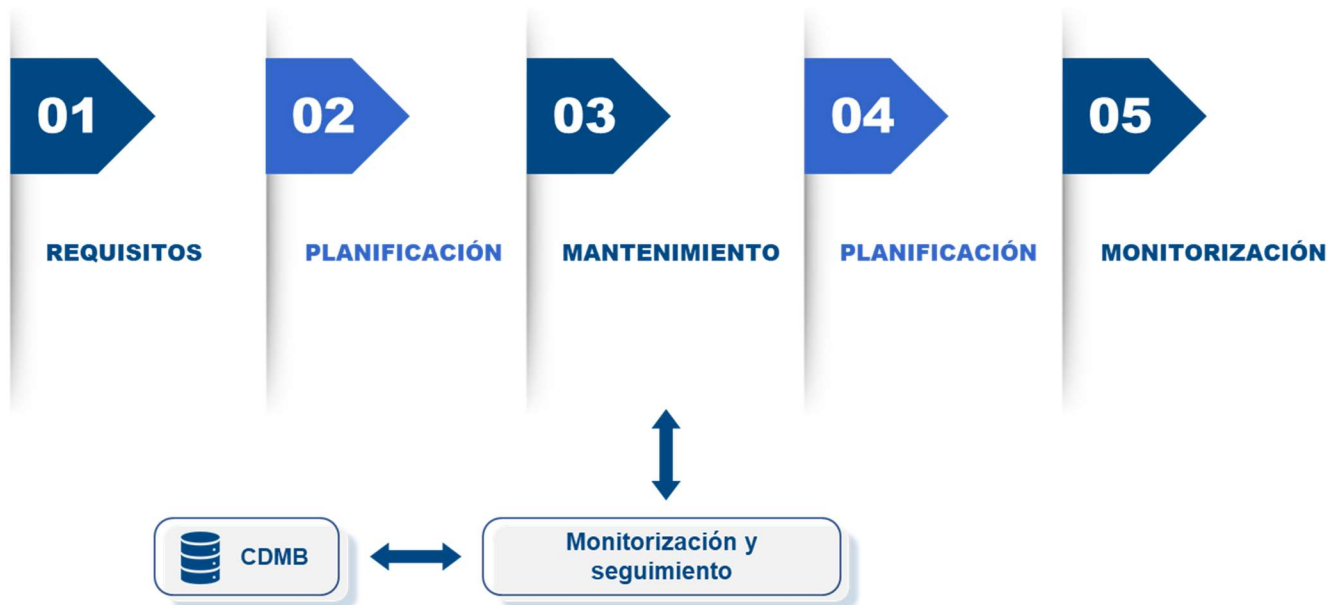 01
02
03
04
05
REQUISITOS
PLANIFICACIÓN
MANTENIMIENTO
PLANIFICACIÓN
MONITORIZACIÓN
CDMB
Monitorización y
seguimiento